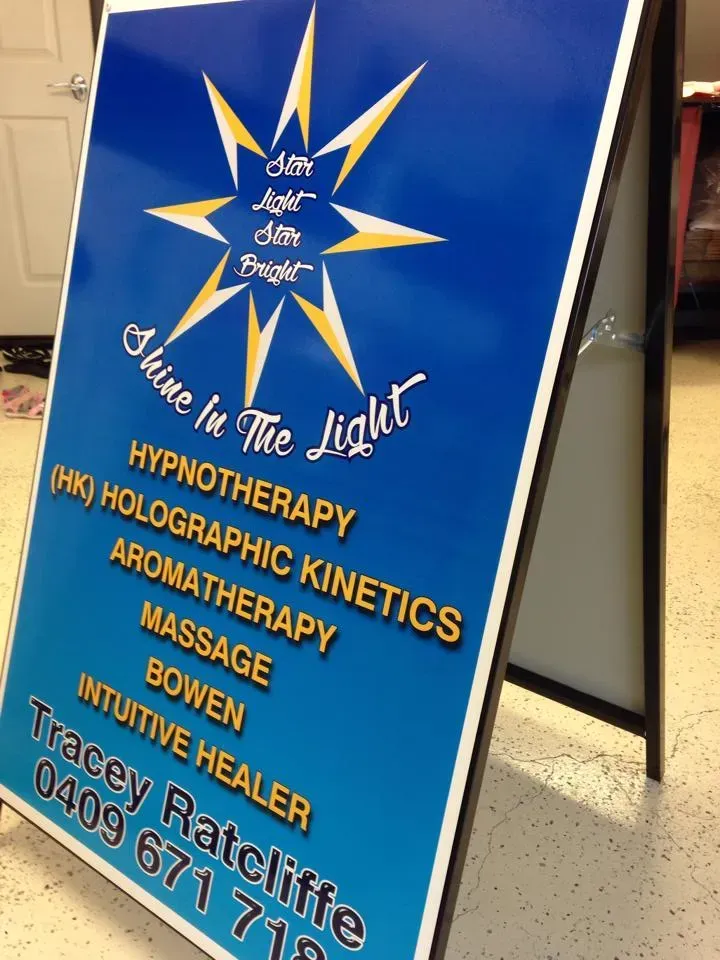 Star
Light
Star
Bright
Shine in The Light
HYPNOTHERAPY
(HK) HOLOGRAPHIC KINETICS
AROMATHERAPY
MASSAGE
BOWEN
INTUITIVE HEALER
Tracey Ratcliffe
0409 671 718